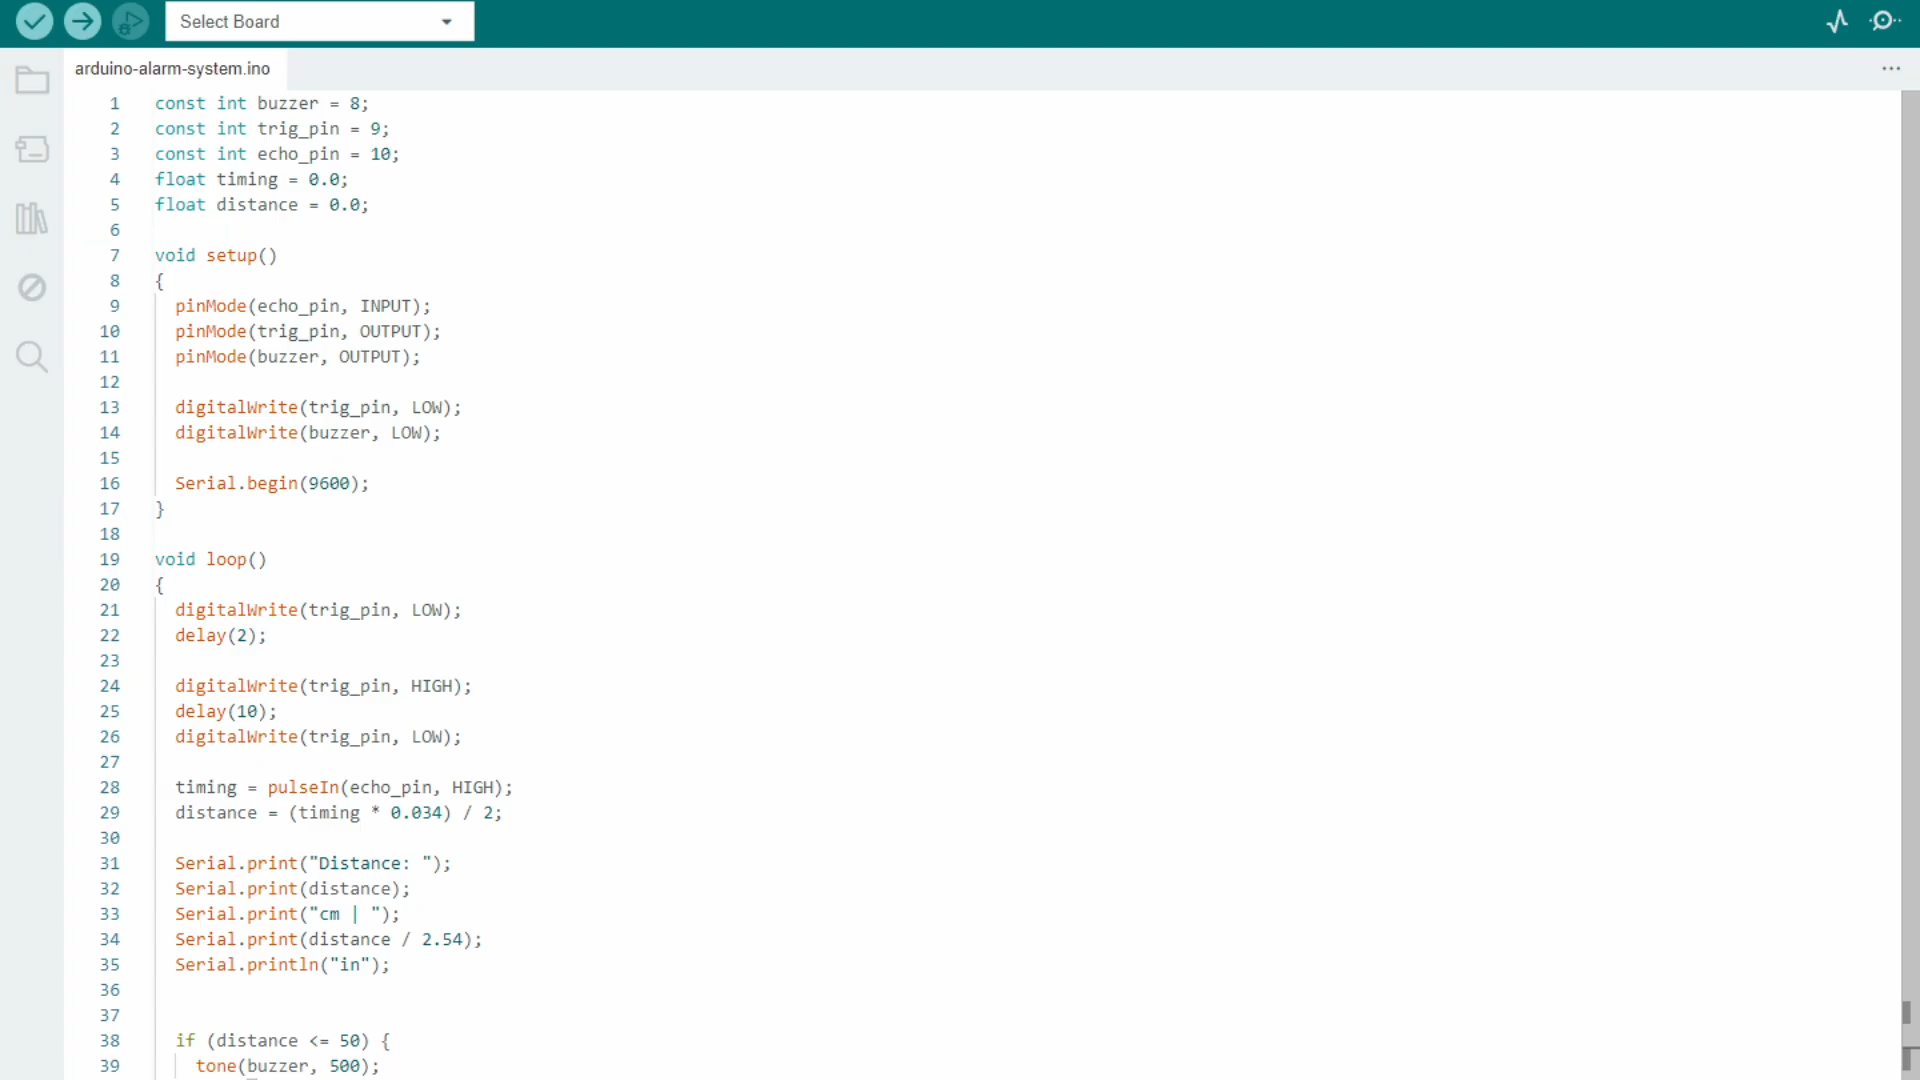 Select Board
arduino-alarm-system.ino
1 const int buzzer = 8;
2 const int trig_pin = 9;
3 const int echo_pin = 10;
4 float timing = 0.0;
5 float distance = 0.0;
6
7 void setup()
8 {
9 pinMode(echo_pin, INPUT);
10 pinMode(trig_pin, OUTPUT);
11 pinMode(buzzer, OUTPUT);
12
13 digitalWrite(trig_pin, LOW);
14 digitalWrite(buzzer, LOW);
15
16 Serial.begin(9600);
17 }
18
19 void loop()
20 {
21 digitalWrite(trig_pin, LOW);
22 delay(2);
23
24 digitalWrite(trig_pin, HIGH);
25 delay(10);
26 digitalWrite(trig_pin, LOW);
27
28 timing = pulseIn(echo_pin, HIGH);
29 distance = (timing * 0.034) / 2;
30
31 Serial.print("Distance: ");
32 Serial.print(distance);
33 Serial.print("cm | ");
34 Serial.print(distance / 2.54);
35 Serial.println("in");
36
37
38 if (distance <= 50) {
39 tone(buzzer, 500);